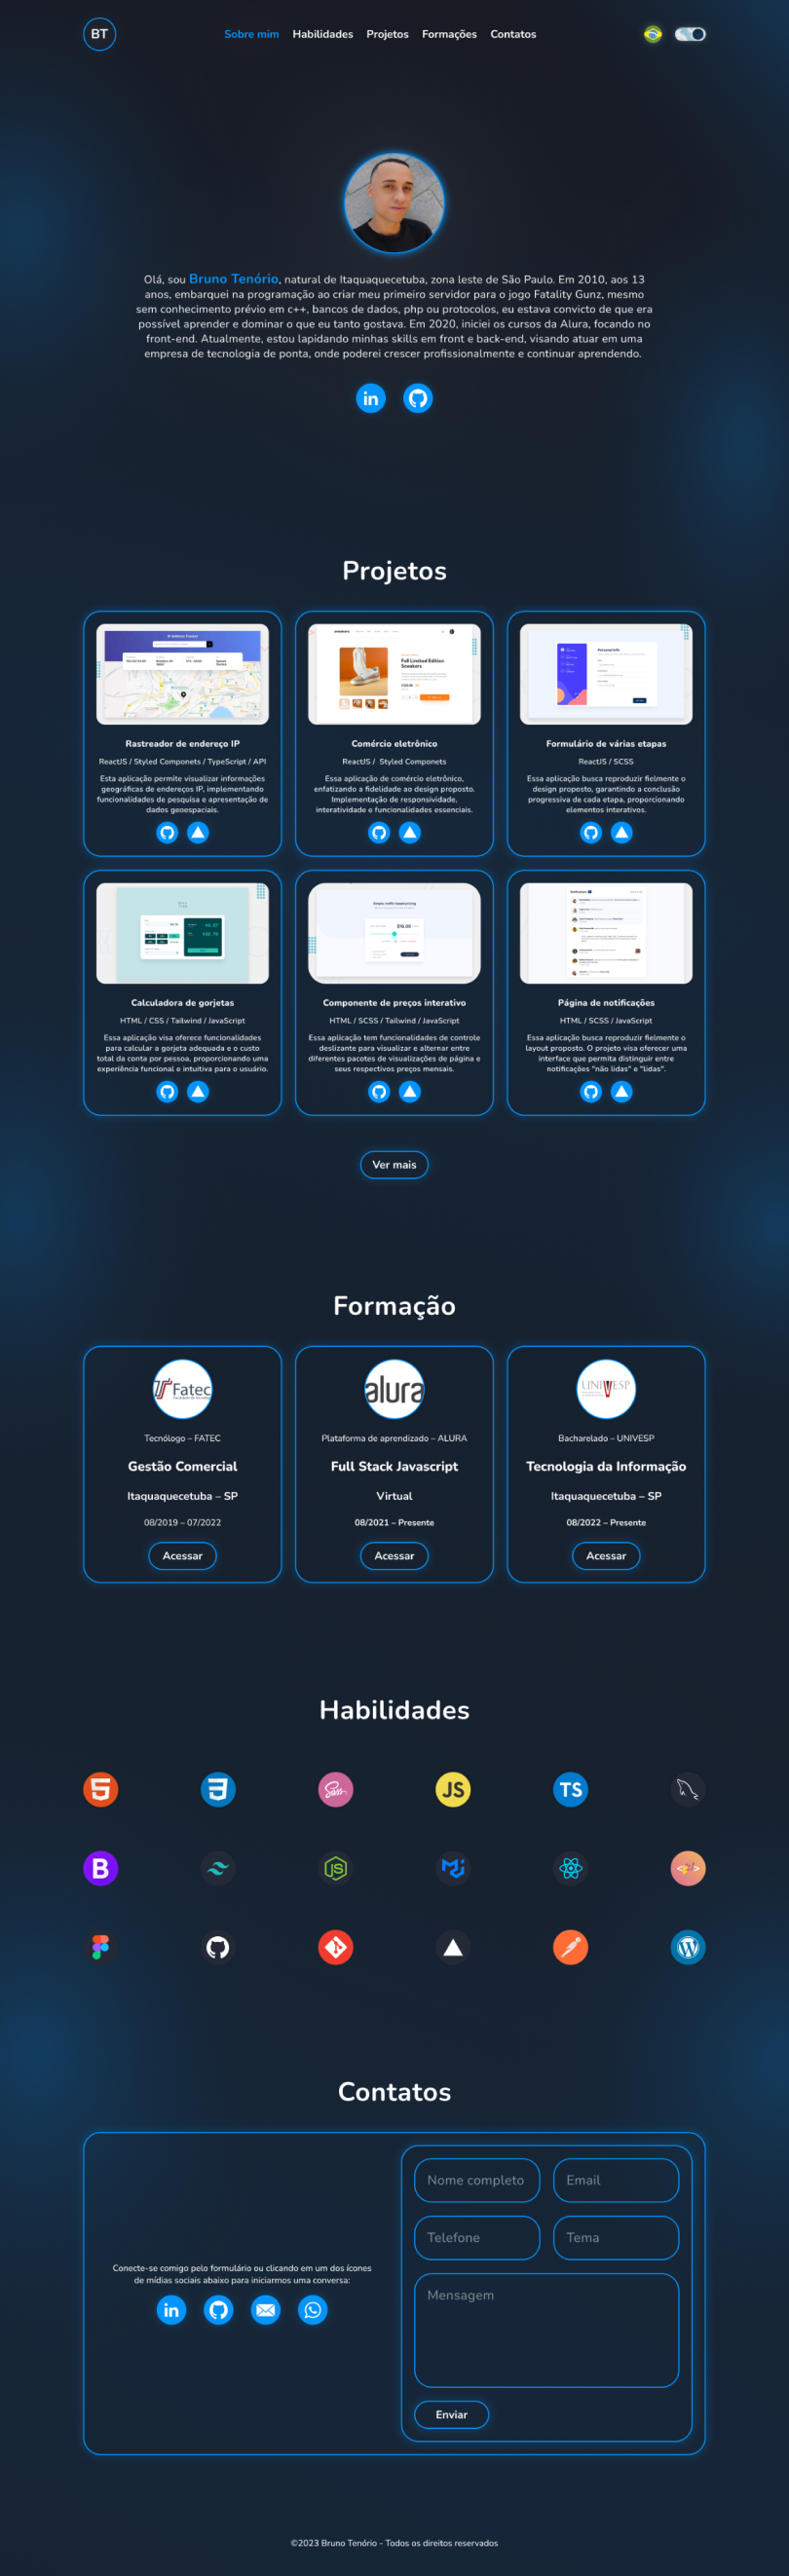 BT
Sobre mim
Habilidades
Projetos
Formações
Contatos
Olá, sou Bruno Tenório, natural de Itaquaquecetuba, zona leste de São Paulo. Em 2010, aos 13
anos, embarquei na programação ao criar meu primeiro servidor para o jogo Fatality Gunz, mesmo
sem conhecimento prévio em c++, bancos de dados, php ou protocolos, eu estava convicto de que era
possível aprender e dominar o que eu tanto gostava. Em 2020, iniciei os cursos da Alura, focando no
front-end. Atualmente, estou lapidando minhas skills em front e back-end, visando atuar em uma
empresa de tecnologia de ponta, onde poderei crescer profissionalmente e continuar aprendendo.
in
Projetos
Rastreador de endereço IP
ReactJS / Styled Componets / TypeScript / API
Esta aplicação permite visualizar informações
geográficas de endereços IP, implementando
funcionalidades de pesquisa e apresentação de
dados geoespaciais.
Full Limited Edition
Sneakers
Comércio eletrônico
ReactJS / Styled Componets
Essa aplicação de comércio eletrônico,
enfatizando a fidelidade ao design proposto.
Implementação de responsividade,
interatividade e funcionalidades essenciais.
Personal info
Formulário de várias etapas
ReactJS / SCSS
Essa aplicação busca reproduzir fielmente o
design proposto, garantindo a conclusão
progressiva de cada etapa, proporcionando
elementos interativos.
Calculadora de gorjetas
HTML / CSS / Tailwind / JavaScript
Essa aplicação visa oferece funcionalidades
para calcular a gorjeta adequada e o custo
total da conta por pessoa, proporcionando uma
experiência funcional e intuitiva para o usuário.
$16.00
Componente de preços interativo
HTML / SCSS / Tailwind / JavaScript
Essa aplicação tem funcionalidades de controle
deslizante para visualizar e alternar entre
diferentes pacotes de visualizações de página e
seus respectivos preços mensais.
Notifications
Página de notificações
HTML / SCSS / JavaScript
Essa aplicação busca reproduzir fielmente o
layout proposto. O projeto visa oferecer uma
interface que permita distinguir entre
notificações "não lidas" e "lidas".
Ver mais
Formação
Fatec
Tecnólogo – FATEC
Gestão Comercial
Itaquaquecetuba – SP
08/2019 – 07/2022
Acessar
alura
Plataforma de aprendizado – ALURA
Full Stack Javascript
Virtual
08/2021 – Presente
Acessar
UNIVESP
Bacharelado – UNIVESP
Tecnologia da Informação
Itaquaquecetuba – SP
08/2022 – Presente
Acessar
Habilidades
5
3
Sass
JS
TS
B
JS
W
Contatos
Conecte-se comigo pelo formulário ou clicando em um dos ícones
de mídias sociais abaixo para iniciarmos uma conversa:
in
Nome completo
Email
Telefone
Tema
Mensagem
Enviar
©2023 Bruno Tenório - Todos os direitos reservados